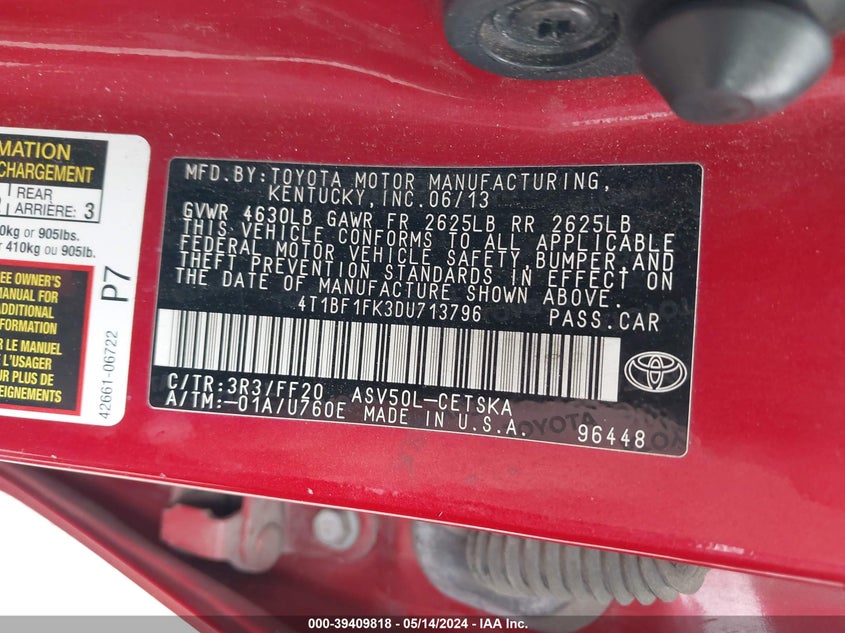 MFD.BY: TOYOTA MOTOR MANUFACTURING,
KENTUCKY, INC. 06/13
GVWR 4630LB GAWR FR 2625LB RR 2625LB
THIS VEHICLE CONFORMS TO ALL APPLICABLE
FEDERAL MOTOR VEHICLE SAFETY, BUMPER, AND
THEFT PREVENTION STANDARDS IN EFFECT ON
THE DATE OF MANUFACTURE SHOWN ABOVE.
4T1BF1FK3DU713796 PASS.CAR
C/TR:3R3/FF20 ASV50L-CETSKA
A/TM:-01A/U760E MADE IN U.S.A. 96448
TOYOTA
MATION
CHARGEMENT
REAR
ARRIÈRE: 3
kg or 905lbs.
410kg ou 905lb.
EE OWNER'S
MANUAL FOR
ADDITIONAL
R LE MANUEL
L'USAGER
PLUS DE
EIGNEMENTS
P7
42661-06722
000-39409818 - 05/14/2024 - IAA Inc.